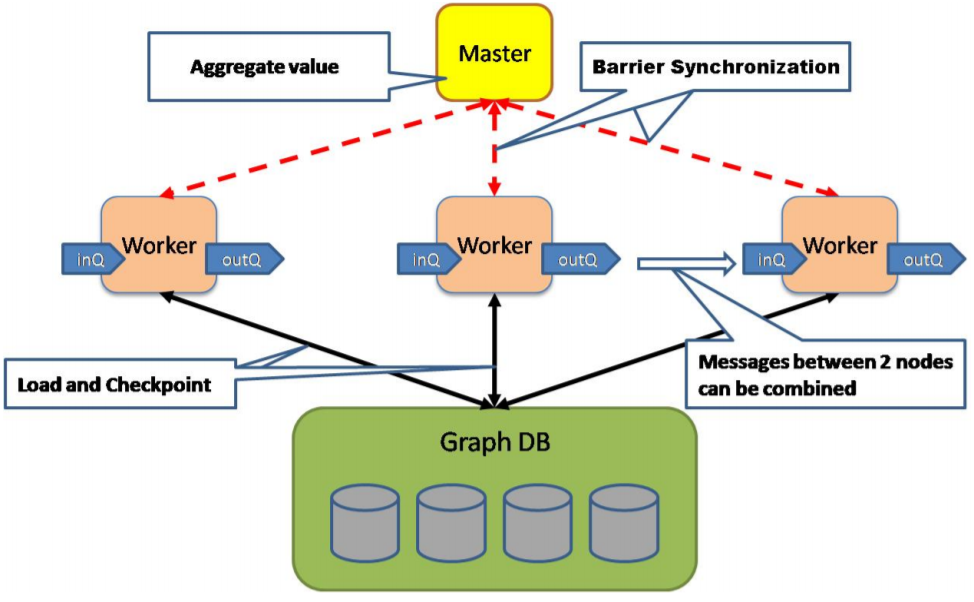 Master
Aggregate value
Barrier Synchronization
Worker
inQ
outQ
Worker
inQ
outQ
Worker
inQ
outQ
Load and Checkpoint
Messages between 2 nodes
can be combined
Graph DB